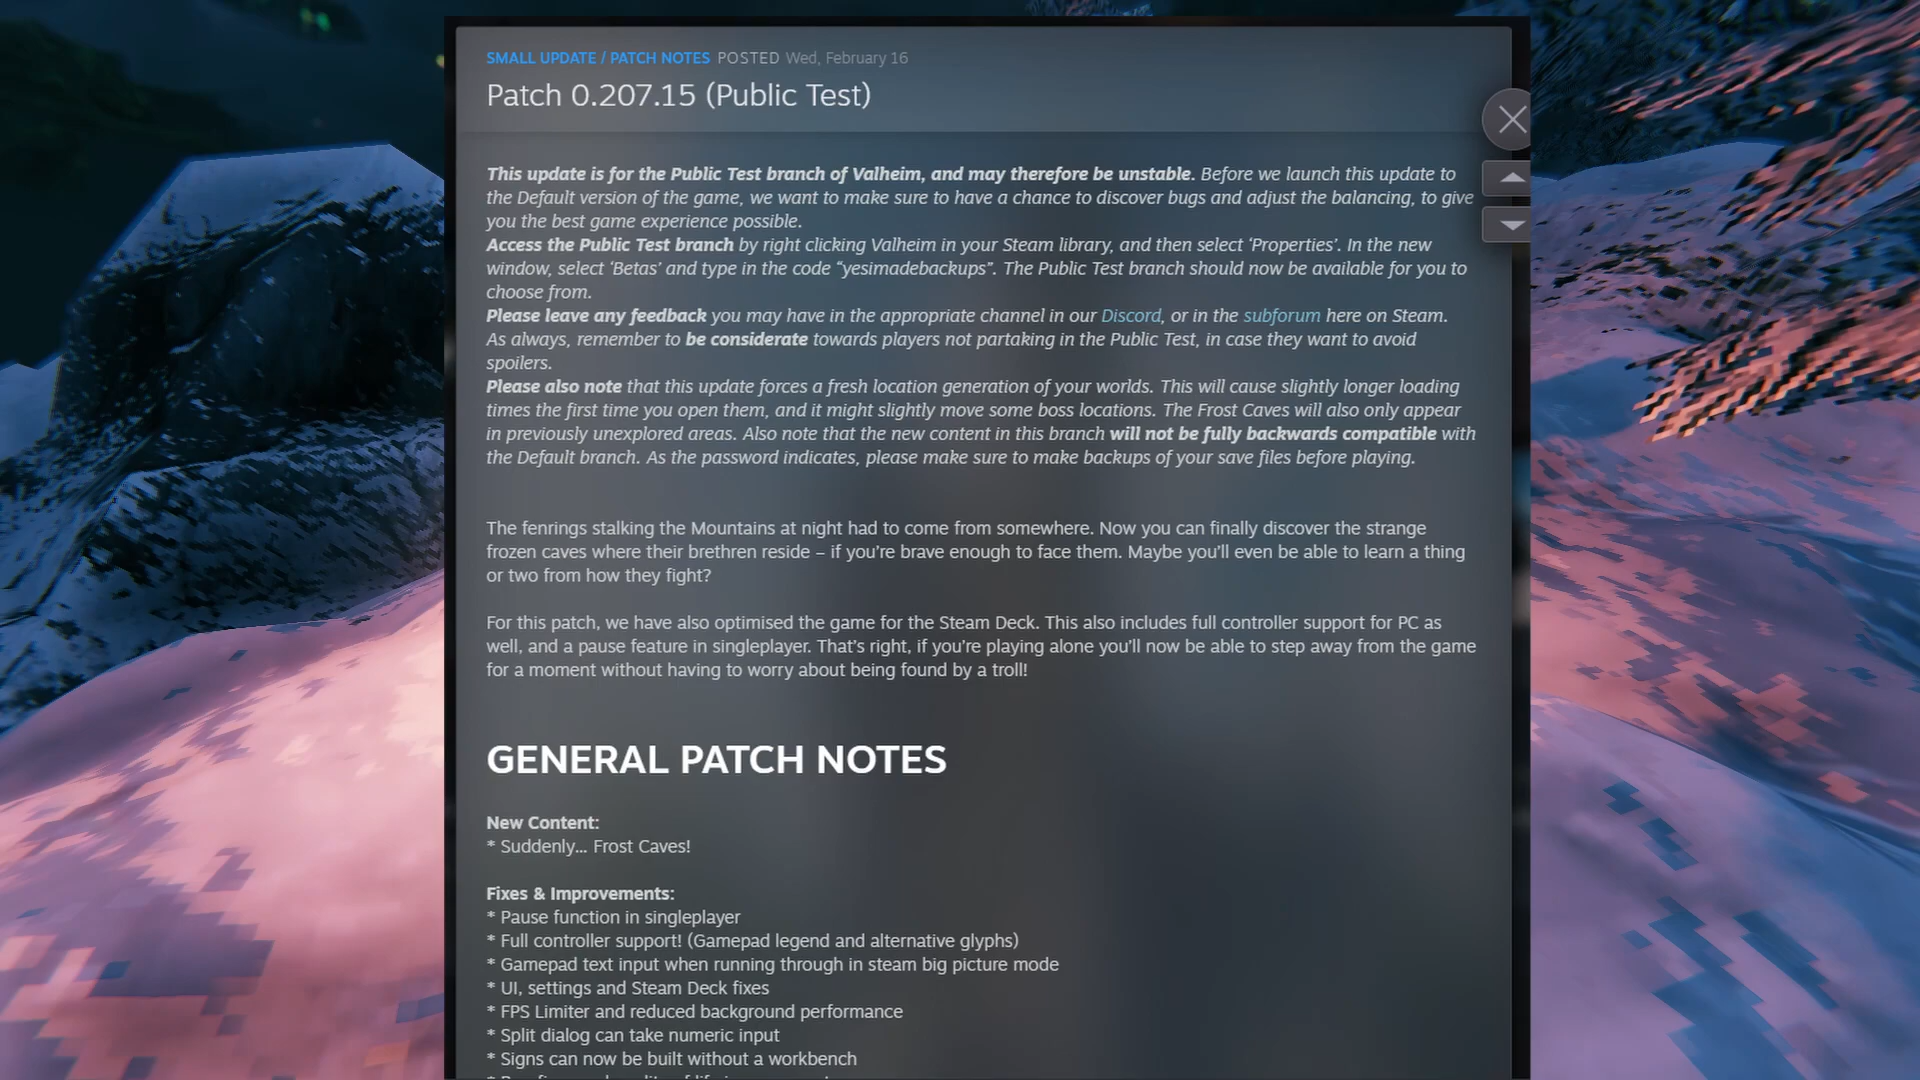 SMALL UPDATE / PATCH NOTES POSTED Wed, February 16
Patch 0.207.15 (Public Test)
This update is for the Public Test branch of Valheim, and may therefore be unstable. Before we launch this update to
the Default version of the game, we want to make sure to have a chance to discover bugs and adjust the balancing, to give
you the best game experience possible.
Access the Public Test branch by right clicking Valheim in your Steam library, and then select ‘Properties’. In the new
window, select ‘Betas’ and type in the code “yesimadebackups”. The Public Test branch should now be available for you to
choose from.
Please leave any feedback you may have in the appropriate channel in our Discord, or in the subforum here on Steam.
As always, remember to be considerate towards players not partaking in the Public Test, in case they want to avoid
spoilers.
Please also note that this update forces a fresh location generation of your worlds. This will cause slightly longer loading
times the first time you open them, and it might slightly move some boss locations. The Frost Caves will also only appear
in previously unexplored areas. Also note that the new content in this branch will not be fully backwards compatible with
the Default branch. As the password indicates, please make sure to make backups of your save files before playing.
The fenrings stalking the Mountains at night had to come from somewhere. Now you can finally discover the strange
frozen caves where their brethren reside – if you’re brave enough to face them. Maybe you’ll even be able to learn a thing
or two from how they fight?
For this patch, we have also optimised the game for the Steam Deck. This also includes full controller support for PC as
well, and a pause feature in singleplayer. That’s right, if you’re playing alone you’ll now be able to step away from the game
for a moment without having to worry about being found by a troll!
GENERAL PATCH NOTES
New Content:
* Suddenly... Frost Caves!
Fixes & Improvements:
* Pause function in singleplayer
* Full controller support! (Gamepad legend and alternative glyphs)
* Gamepad text input when running through in steam big picture mode
* UI, settings and Steam Deck fixes
* FPS Limiter and reduced background performance
* Split dialog can take numeric input
* Signs can now be built without a workbench